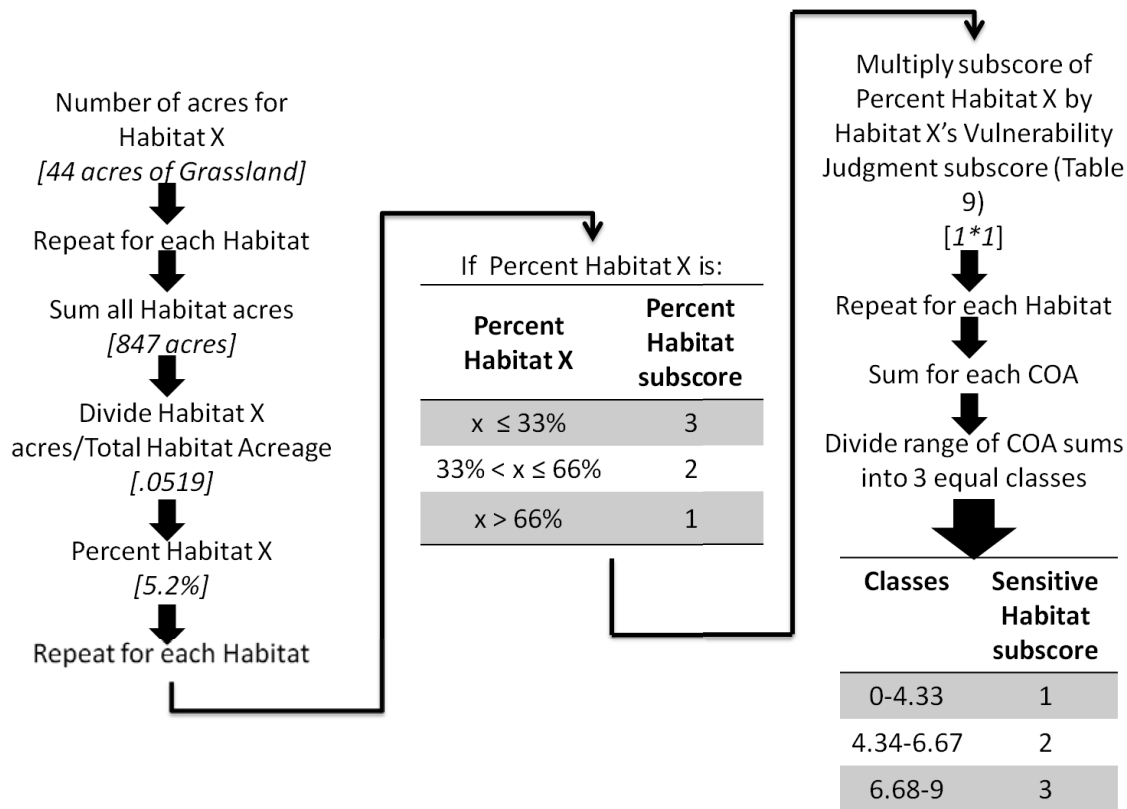 Number of acres for
Habitat X
[44 acres of Grassland]
Repeat for each Habitat
Sum all Habitat acres
[847 acres]
Divide Habitat X
acres/Total Habitat Acreage
[.0519]
Percent Habitat X
[5.2%]
Repeat for each Habitat
If Percent Habitat X is:
Percent Habitat X
Percent Habitat subscore
x ≤ 33% 3
33% < x ≤ 66% 2
x > 66% 1
Multiply subscore of
Percent Habitat X by
Habitat X’s Vulnerability
Judgment subscore (Table
9)
[1*1]
Repeat for each Habitat
Sum for each COA
Divide range of COA sums
into 3 equal classes
Classes
Sensitive Habitat subscore
0-4.33 1
4.34-6.67 2
6.68-9 3